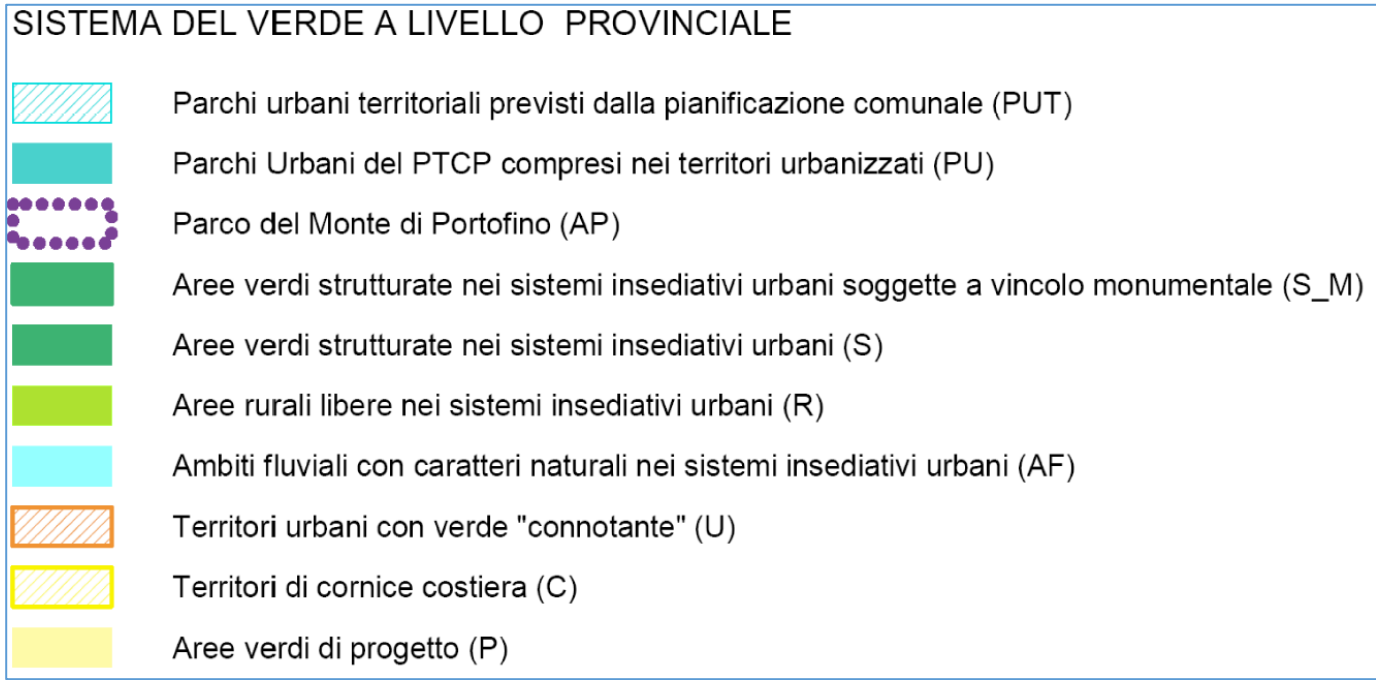 SISTEMA DEL VERDE A LIVELLO PROVINCIALE
Parchi urbani territoriali previsti dalla pianificazione comunale (PUT)
Parchi Urbani del PTCP compresi nei territori urbanizzati (PU)
Parco del Monte di Portofino (AP)
Aree verdi strutturate nei sistemi insediativi urbani soggette a vincolo monumentale (S_M)
Aree verdi strutturate nei sistemi insediativi urbani (S)
Aree rurali libere nei sistemi insediativi urbani (R)
Ambiti fluviali con caratteri naturali nei sistemi insediativi urbani (AF)
Territori urbani con verde "connotante" (U)
Territori di cornice costiera (C)
Aree verdi di progetto (P)